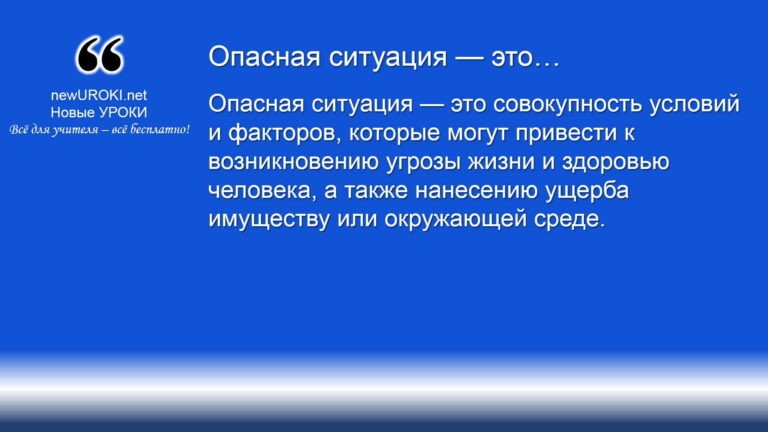 newUROKI.net
Новые УРОКИ
Всё для учителя – всё бесплатно!
Опасная ситуация — это…
Опасная ситуация — это совокупность условий
и факторов, которые могут привести к
возникновению угрозы жизни и здоровью
человека, а также нанесению ущерба
имуществу или окружающей среде.